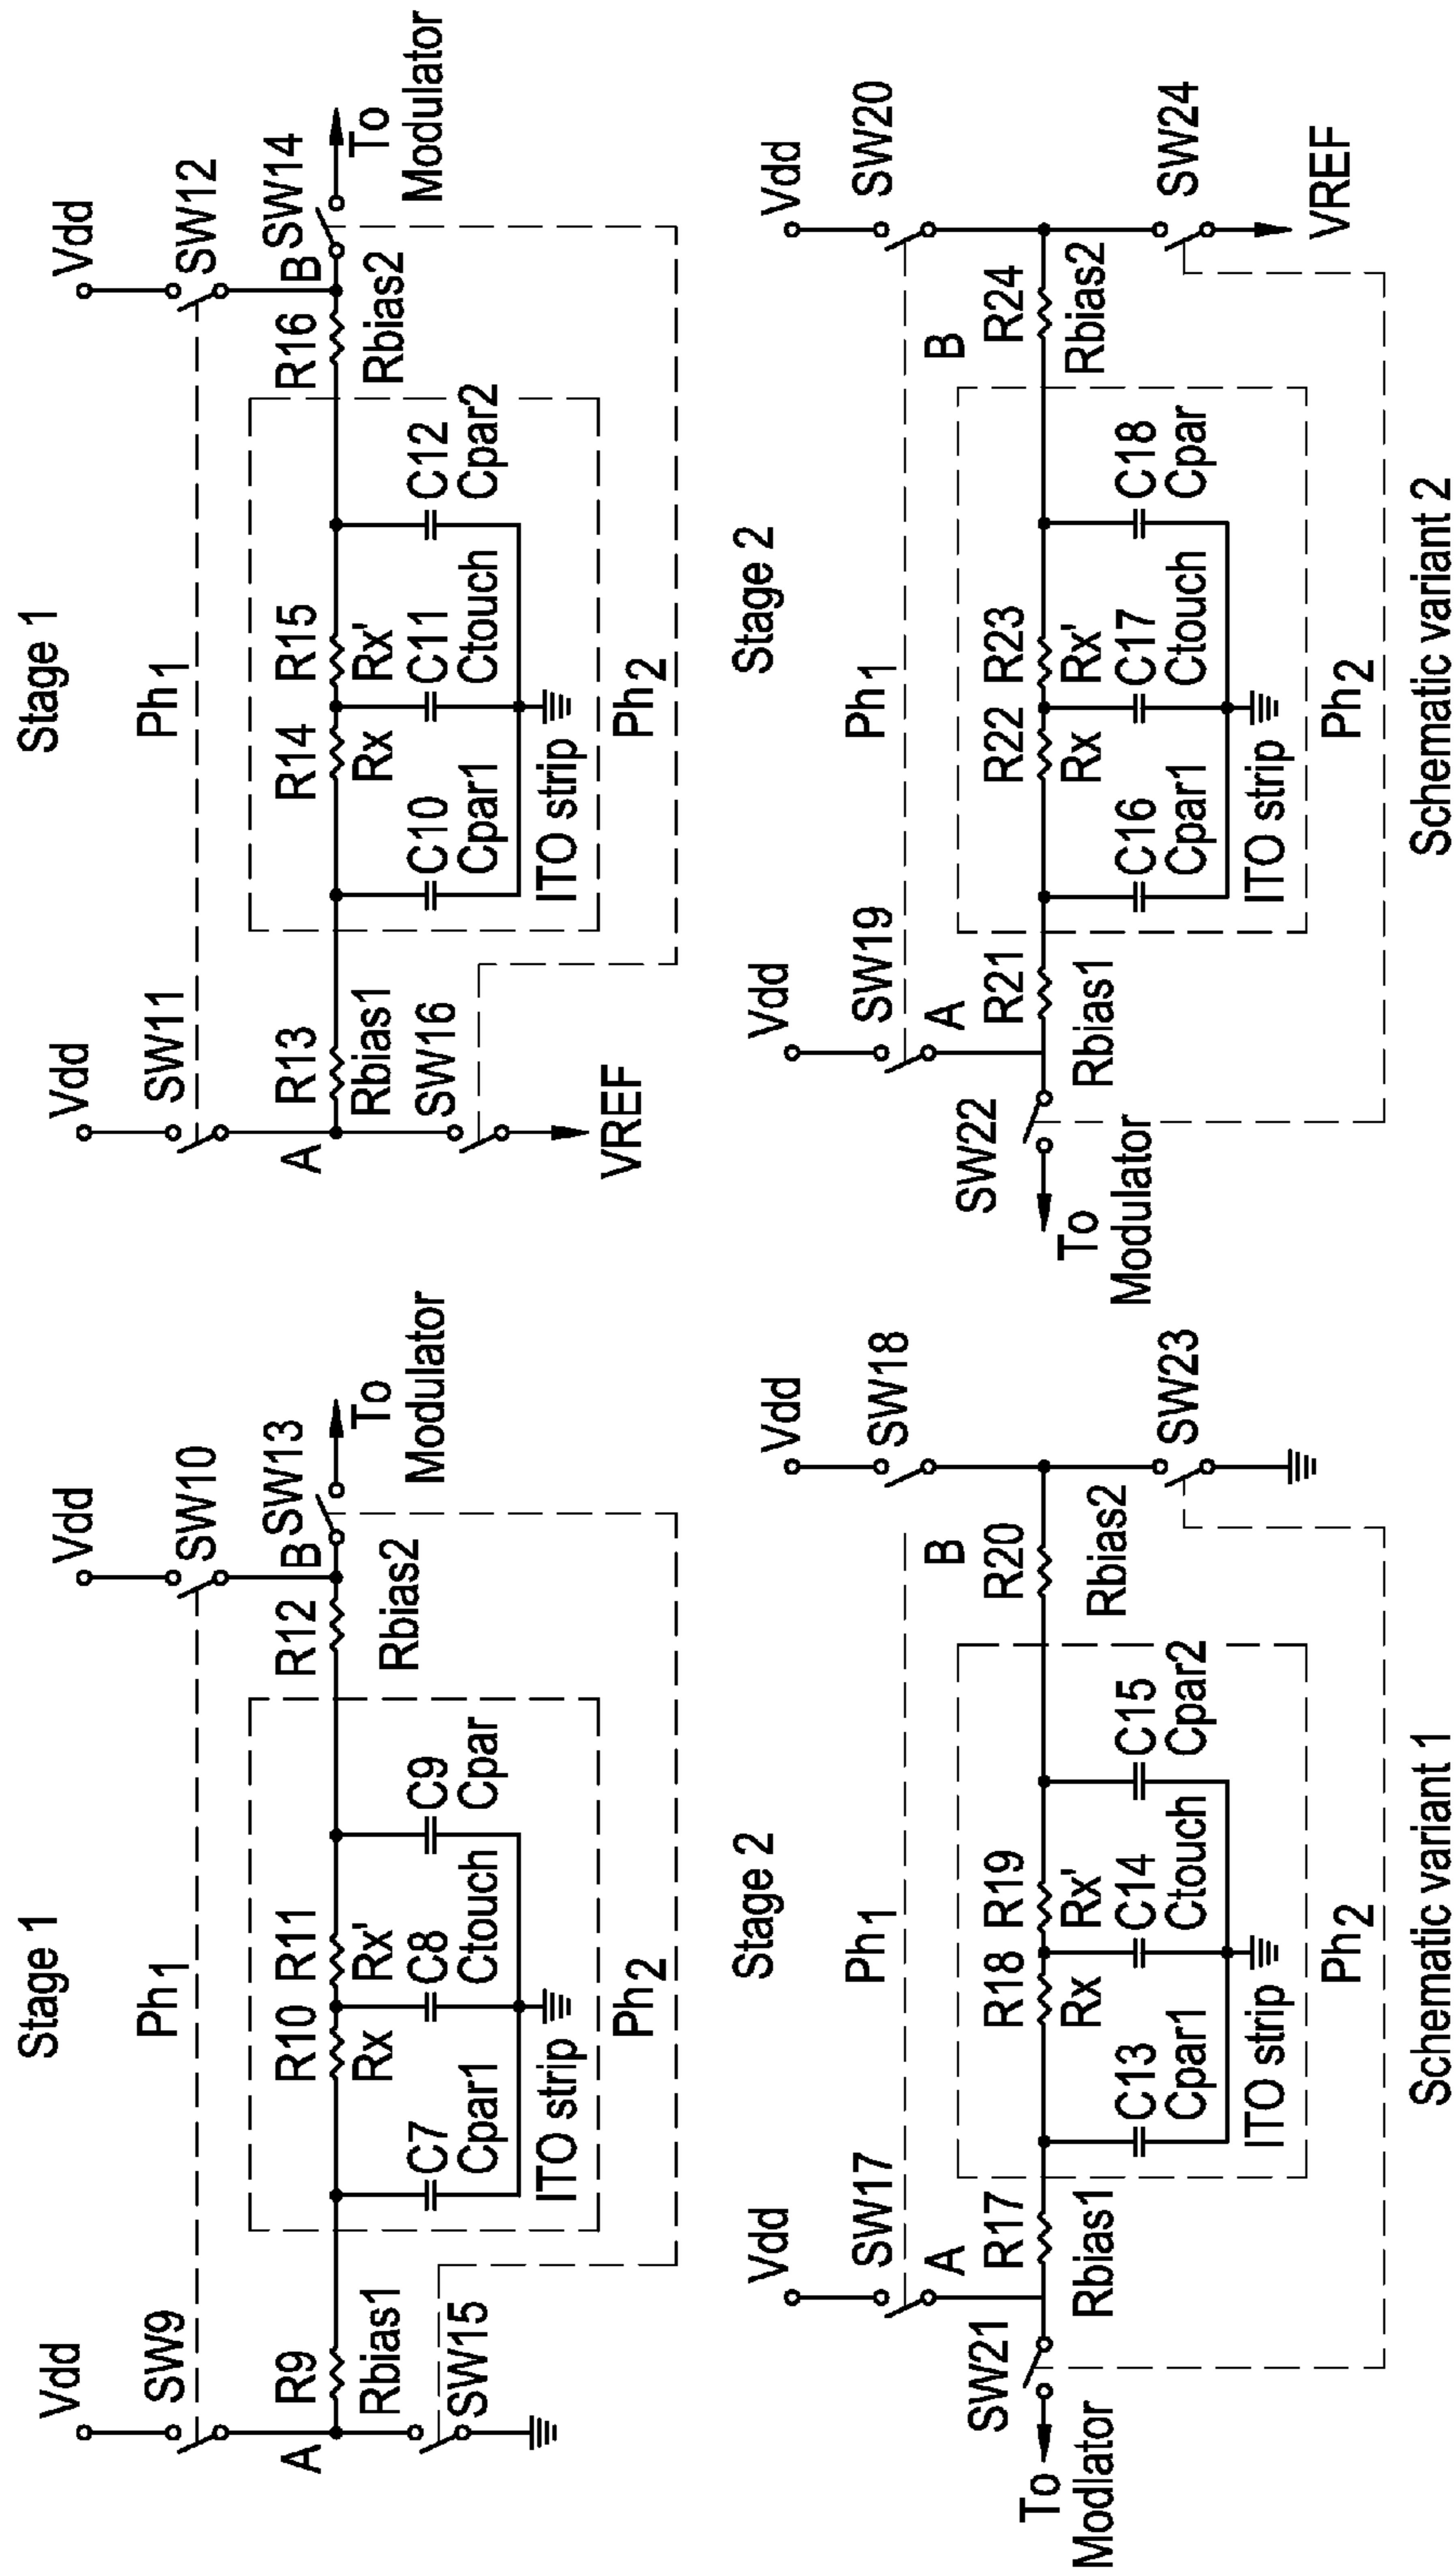 Stage 1
Vdd
Vdd
SW9
Ph1
SW10
A
R9
R10
R11
R12
B
SW13
Rbias1
Rx
Rx'
Rbias2
To
Modulator
SW15
C7
C8
C9
Cpar1
Ctouch
Cpar
ITO strip
Ph2
Stage 1
Vdd
Vdd
SW11
Ph1
SW12
A
R13
R14
R15
R16
B
SW14
Rbias1
Rx
Rx'
Rbias2
To
Modulator
SW16
C10
C11
C12
Cpar1
Ctouch
Cpar2
ITO strip
VREF
Ph2
Stage 2
Vdd
Vdd
SW17
Ph1
SW18
A
B
SW21
R17
R18
R19
R20
To
Modlator
Rbias1
Rx
Rx'
Rbias2
C13
C14
C15
Cpar1
Ctouch
Cpar2
SW23
ITO strip
Ph2
Schematic variant 1
Stage 2
Vdd
Vdd
SW19
Ph1
SW20
A
B
SW22
R21
R22
R23
R24
To
Modulator
Rbias1
Rx
Rx'
Rbias2
C16
C17
C18
Cpar1
Ctouch
Cpar
SW24
ITO strip
VREF
Ph2
Schematic variant 2